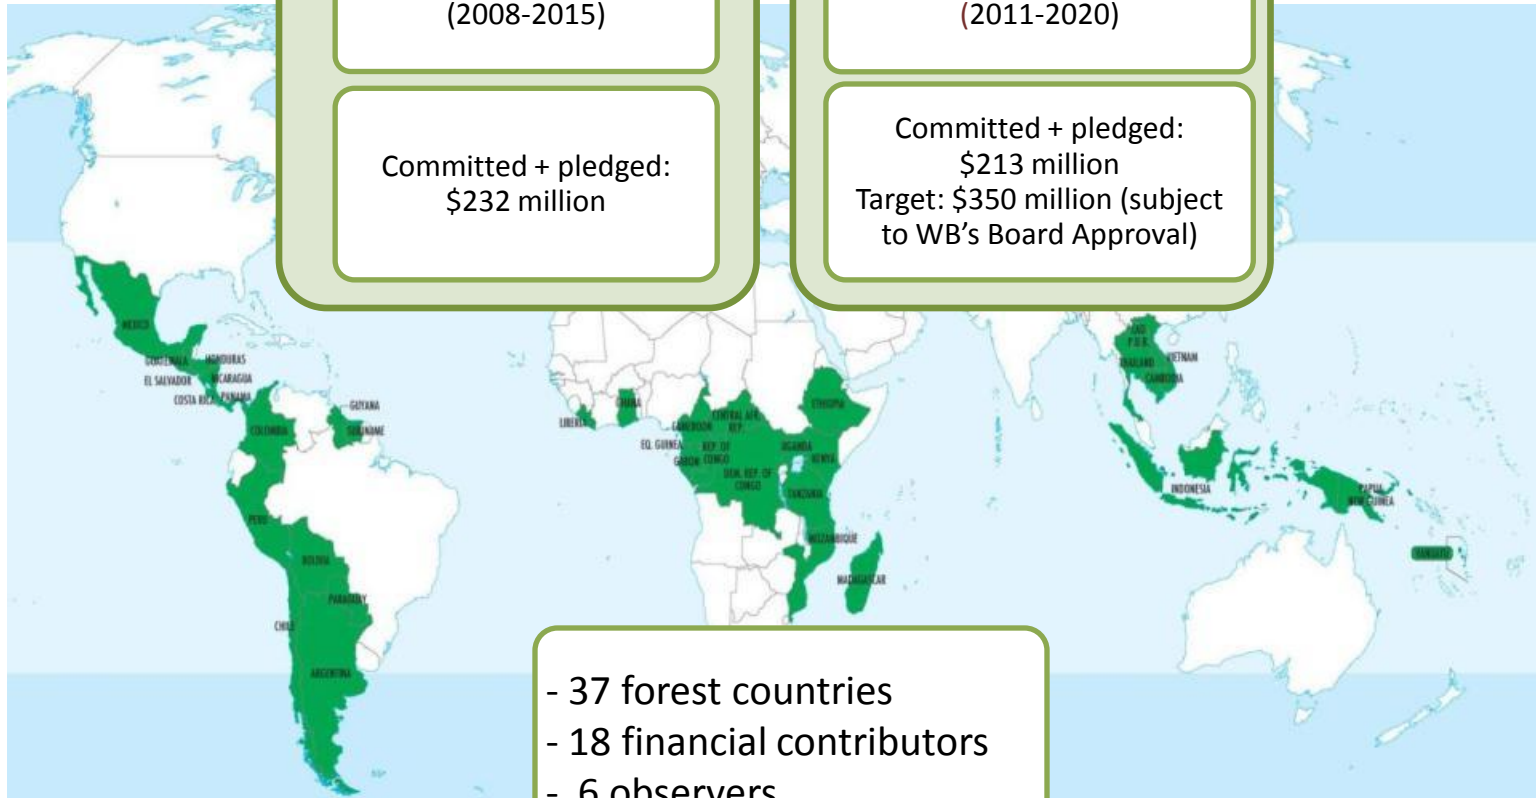 (2008-2015)
Committed + pledged:
$232 million
(2011-2020)
Committed + pledged:
$213 million
Target: $350 million (subject
to WB's Board Approval)
MEXICO
GUATEMALA
HONDURAS
EL SALVADOR
NICARAGUA
COSTA RICA
PANAMA
GUYANA
SURINAME
COLOMBIA
PERU
BOLIVIA
PARAGUAY
CHILE
ARGENTINA
LIBERIA
GHANA
CAMEROON
CENTRAL AFR.
REP.
ETHIOPIA
EQ. GUINEA
GABON
REP. OF
CONGO
UGANDA
KENYA
DEM. REP. OF
CONGO
TANZANIA
MOZAMBIQUE
MADAGASCAR
LAO
P.D.R.
THAILAND
VIETNAM
CAMBODIA
INDONESIA
PAPUA
NEW GUINEA
VANUATU
- 37 forest countries
- 18 financial contributors
- 6 observers